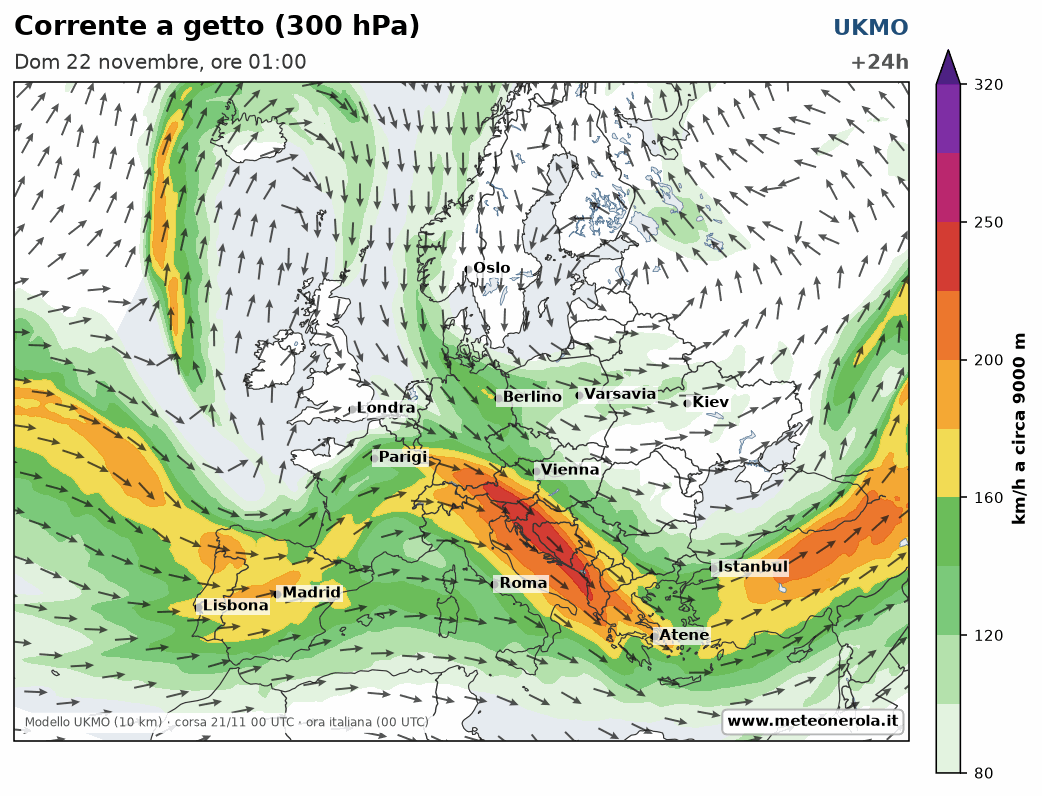 Corrente a getto (300 hPa)
UKMO
Dom 22 novembre, ore 01:00
+24h
320
250
200
160
120
80
km/h a circa 9000 m
Oslo
Berlino
Varsavia
Kiev
Londra
Parigi
Vienna
Istanbul
Roma
Madrid
Lisbona
Atene
Modello UKMO (10 km) · corsa 21/11 00 UTC · ora italiana (00 UTC)
www.meteonerola.it